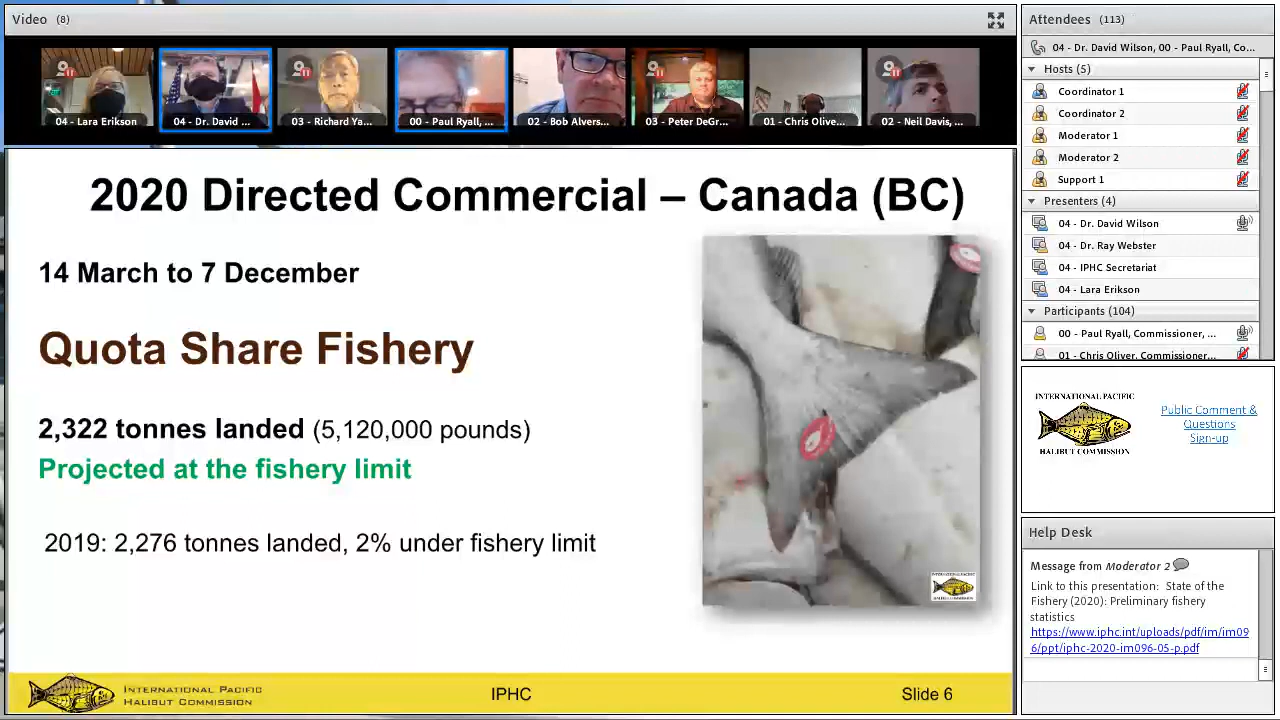 Video (8)
04 - Lara Erikson
04 - Dr. David ...
03 - Richard Ya...
00 - Paul Ryall, ...
02 - Bob Alvers...
03 - Peter DeGr...
01 - Chris Olive...
02 - Neil Davis, ...
2020 Directed Commercial – Canada (BC)
14 March to 7 December
Quota Share Fishery
2,322 tonnes landed (5,120,000 pounds)
Projected at the fishery limit
2019: 2,276 tonnes landed, 2% under fishery limit
INTERNATIONAL PACIFIC
HALIBUT COMMISSION
INTERNATIONAL PACIFIC
HALIBUT COMMISSION
IPHC
Slide 6
Attendees (113)
04 - Dr. David Wilson, 00 - Paul Ryall, Co...
Hosts (5)
Coordinator 1
Coordinator 2
Moderator 1
Moderator 2
Support 1
Presenters (4)
04 - Dr. David Wilson
04 - Dr. Ray Webster
04 - IPHC Secretariat
04 - Lara Erikson
Participants (104)
00 - Paul Ryall, Commissioner, ...
01 - Chris Oliver, Commissioner...
INTERNATIONAL PACIFIC
HALIBUT COMMISSION
Public Comment &
Questions
Sign-up
Help Desk
Message from Moderator 2
Link to this presentation: State of the
Fishery (2020): Preliminary fishery
statistics
https://www.iphc.int/uploads/pdf/im/im09
6/ppt/iphc-2020-im096-05-p.pdf